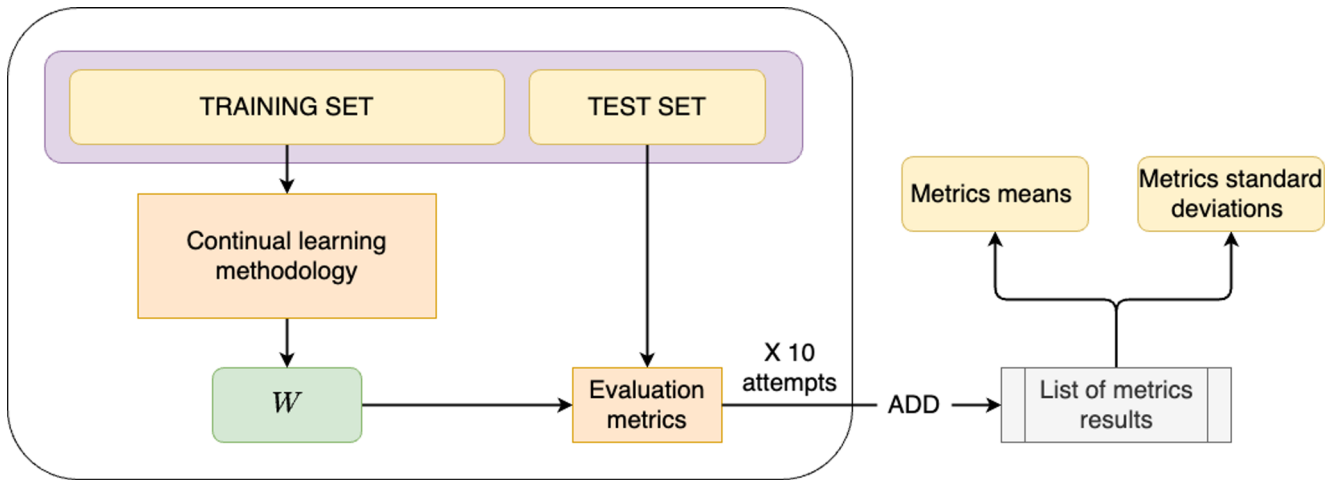 TRAINING SET
TEST SET
Continual learning
methodology
W
Evaluation
metrics
X 10
attempts
ADD
List of metrics
results
Metrics means
Metrics standard
deviations